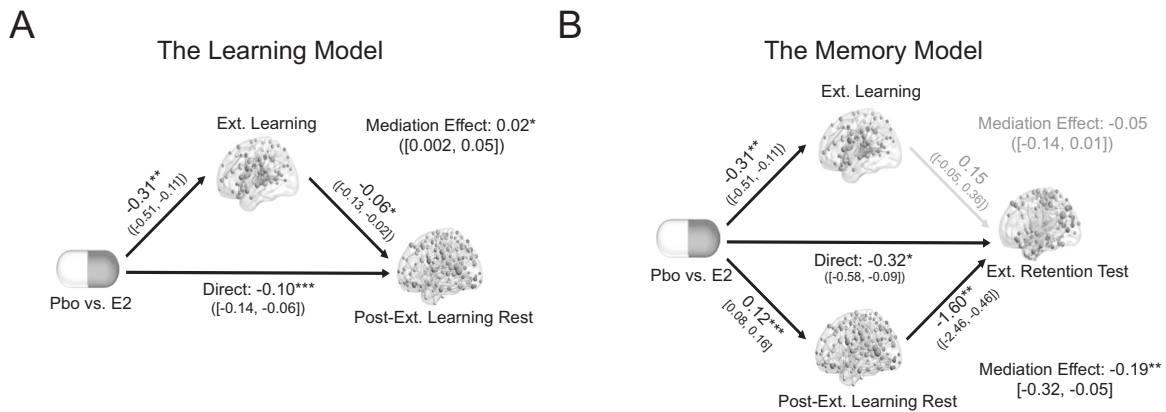 A
The Learning Model
Ext. Learning
Mediation Effect: 0.02*
([0.002, 0.05])
-0.31**
([-0.51, -0.11])
-0.06*
([-0.13, -0.02])
Pbo vs. E2
Direct: -0.10***
([-0.14, -0.06])
Post-Ext. Learning Rest
B
The Memory Model
Ext. Learning
Mediation Effect: -0.05
([-0.14, 0.01])
-0.31**
([-0.51, -0.11])
0.15
([-0.05, 0.36])
Pbo vs. E2
Direct: -0.32*
([-0.58, -0.09])
Ext. Retention Test
0.12***
[0.08, 0.16]
-1.60**
([-2.46, -0.46])
Post-Ext. Learning Rest
Mediation Effect: -0.19**
[-0.32, -0.05]